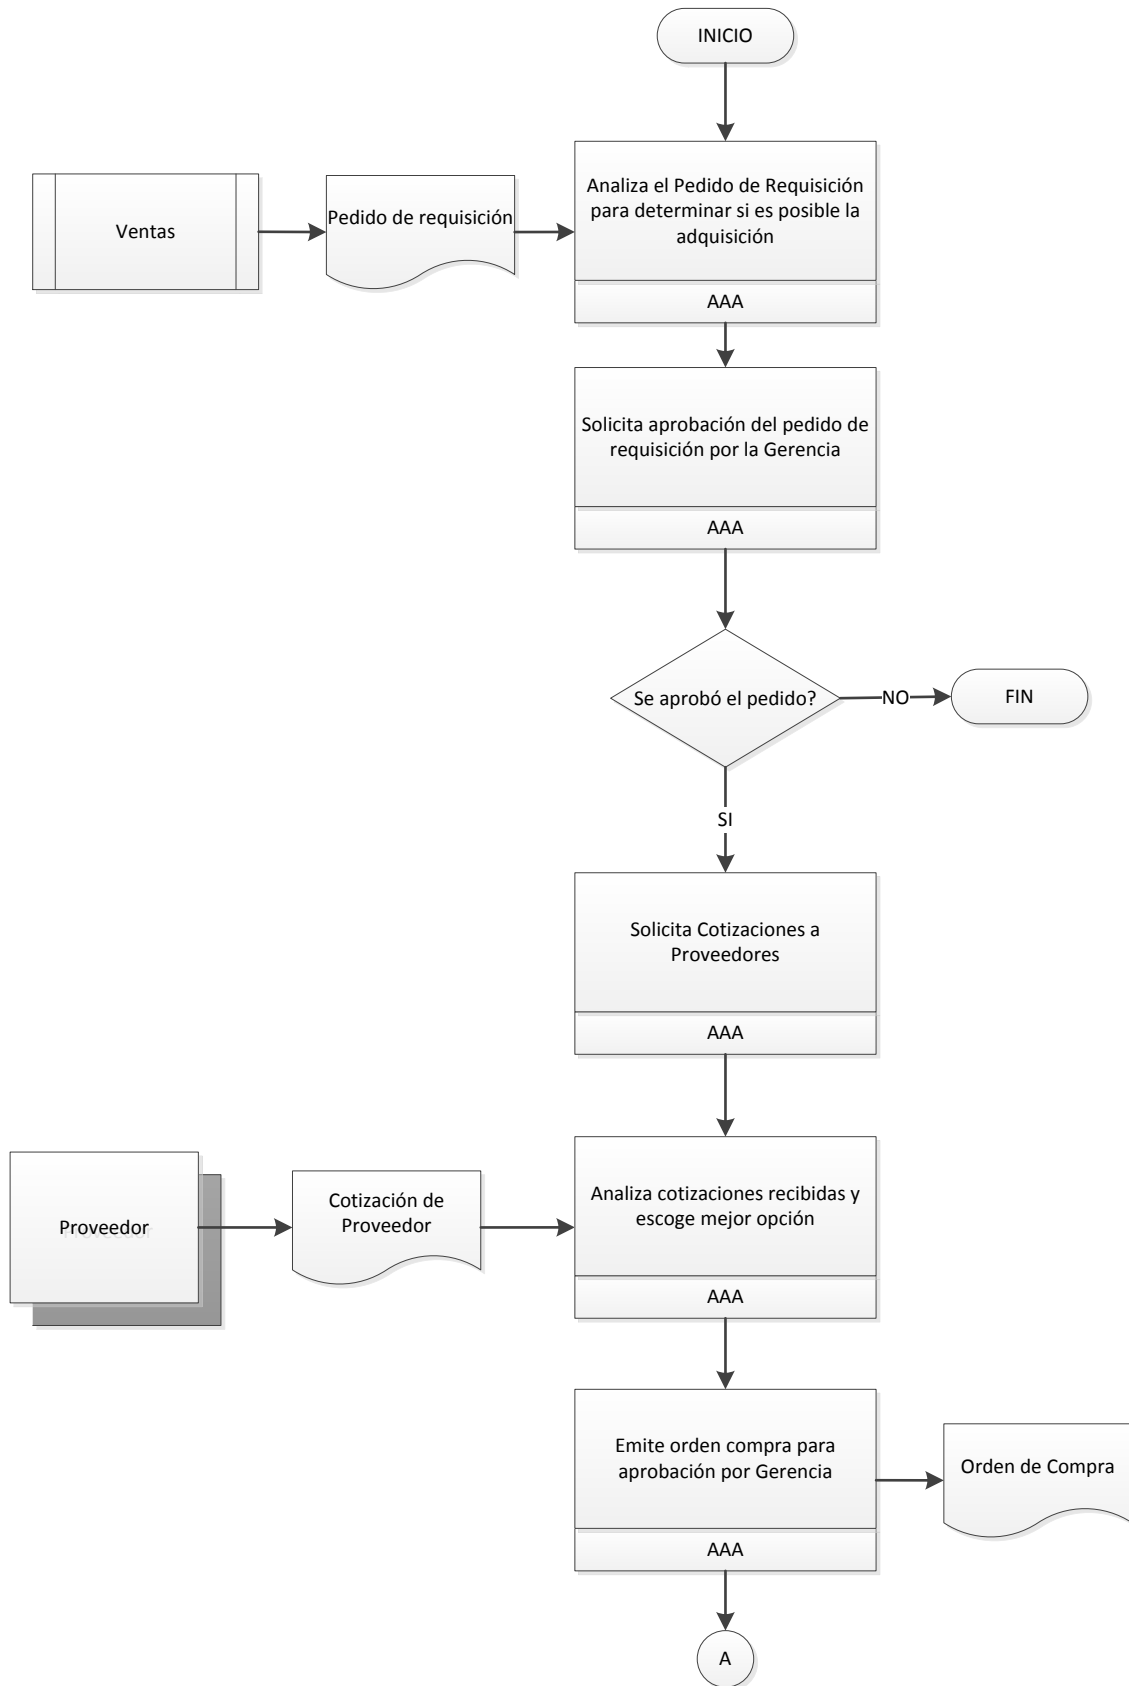 INICIO
Ventas
Pedido de requisición
Analiza el Pedido de Requisición
para determinar si es posible la
adquisición
AAA
Solicita aprobación del pedido de
requisición por la Gerencia
AAA
Se aprobó el pedido?
NO
FIN
SI
Solicita Cotizaciones a
Proveedores
AAA
Proveedor
Cotización de
Proveedor
Analiza cotizaciones recibidas y
escoge mejor opción
AAA
Emite orden compra para
aprobación por Gerencia
Orden de Compra
AAA
A